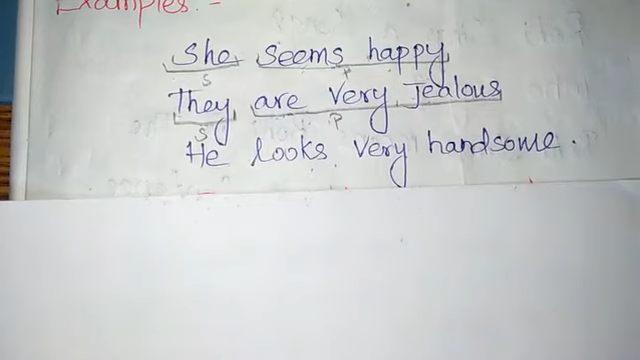 Examples:-
She seems happy
S P
They are very Jealous
S P
He looks very handsome.